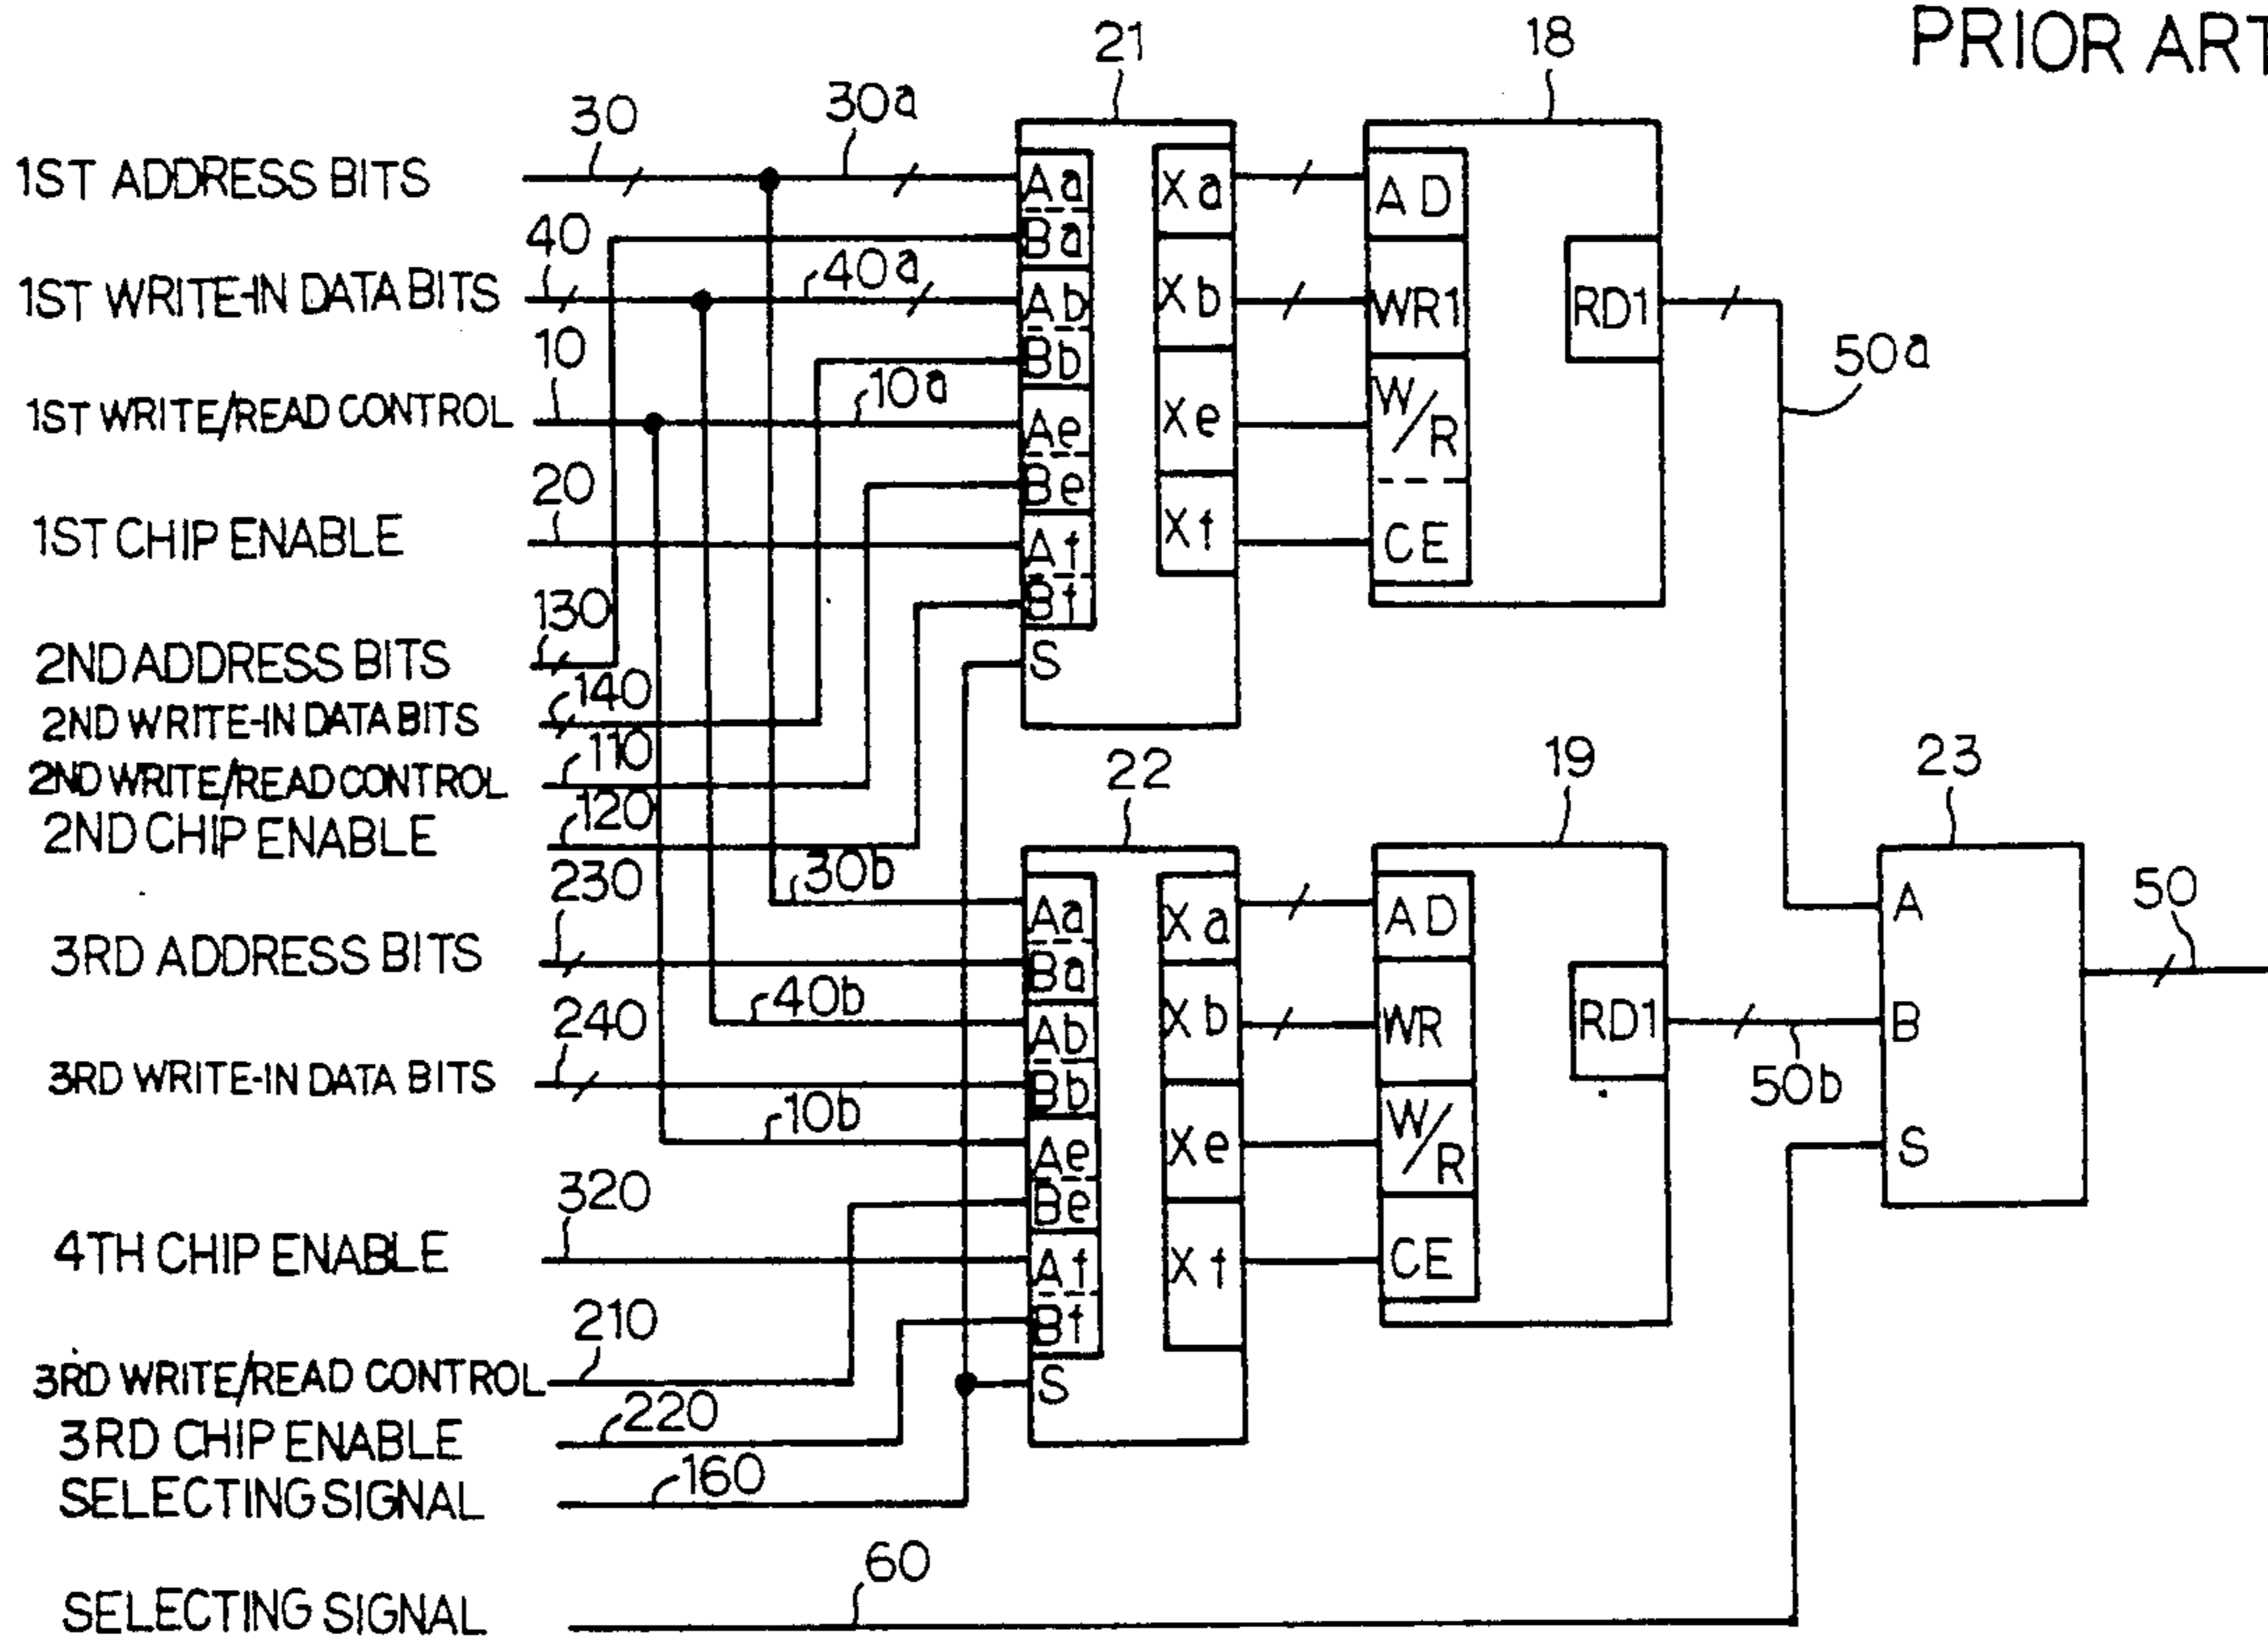 PRIOR ART
21
18
30
30a
1ST ADDRESS BITS
40
40a
1ST WRITE-IN DATA BITS
10
10a
1ST WRITE/READ CONTROL
20
1ST CHIP ENABLE
130
2ND ADDRESS BITS
140
2ND WRITE-IN DATA BITS
110
2ND WRITE/READ CONTROL
120
2ND CHIP ENABLE
Aa
Ba
Ab
Bb
Ae
Be
Af
Bf
S
Xa
Xb
Xe
Xf
AD
WR1
W/R
CE
RD1
50a
22
19
23
30b
230
3RD ADDRESS BITS
40b
240
3RD WRITE-IN DATA BITS
10b
320
4TH CHIP ENABLE
210
3RD WRITE/READ CONTROL
220
3RD CHIP ENABLE
160
SELECTING SIGNAL
60
SELECTING SIGNAL
Aa
Ba
Ab
Bb
Ae
Be
Af
Bf
S
Xa
Xb
Xe
Xf
AD
WR
W/R
CE
RD1
50b
A
B
S
50